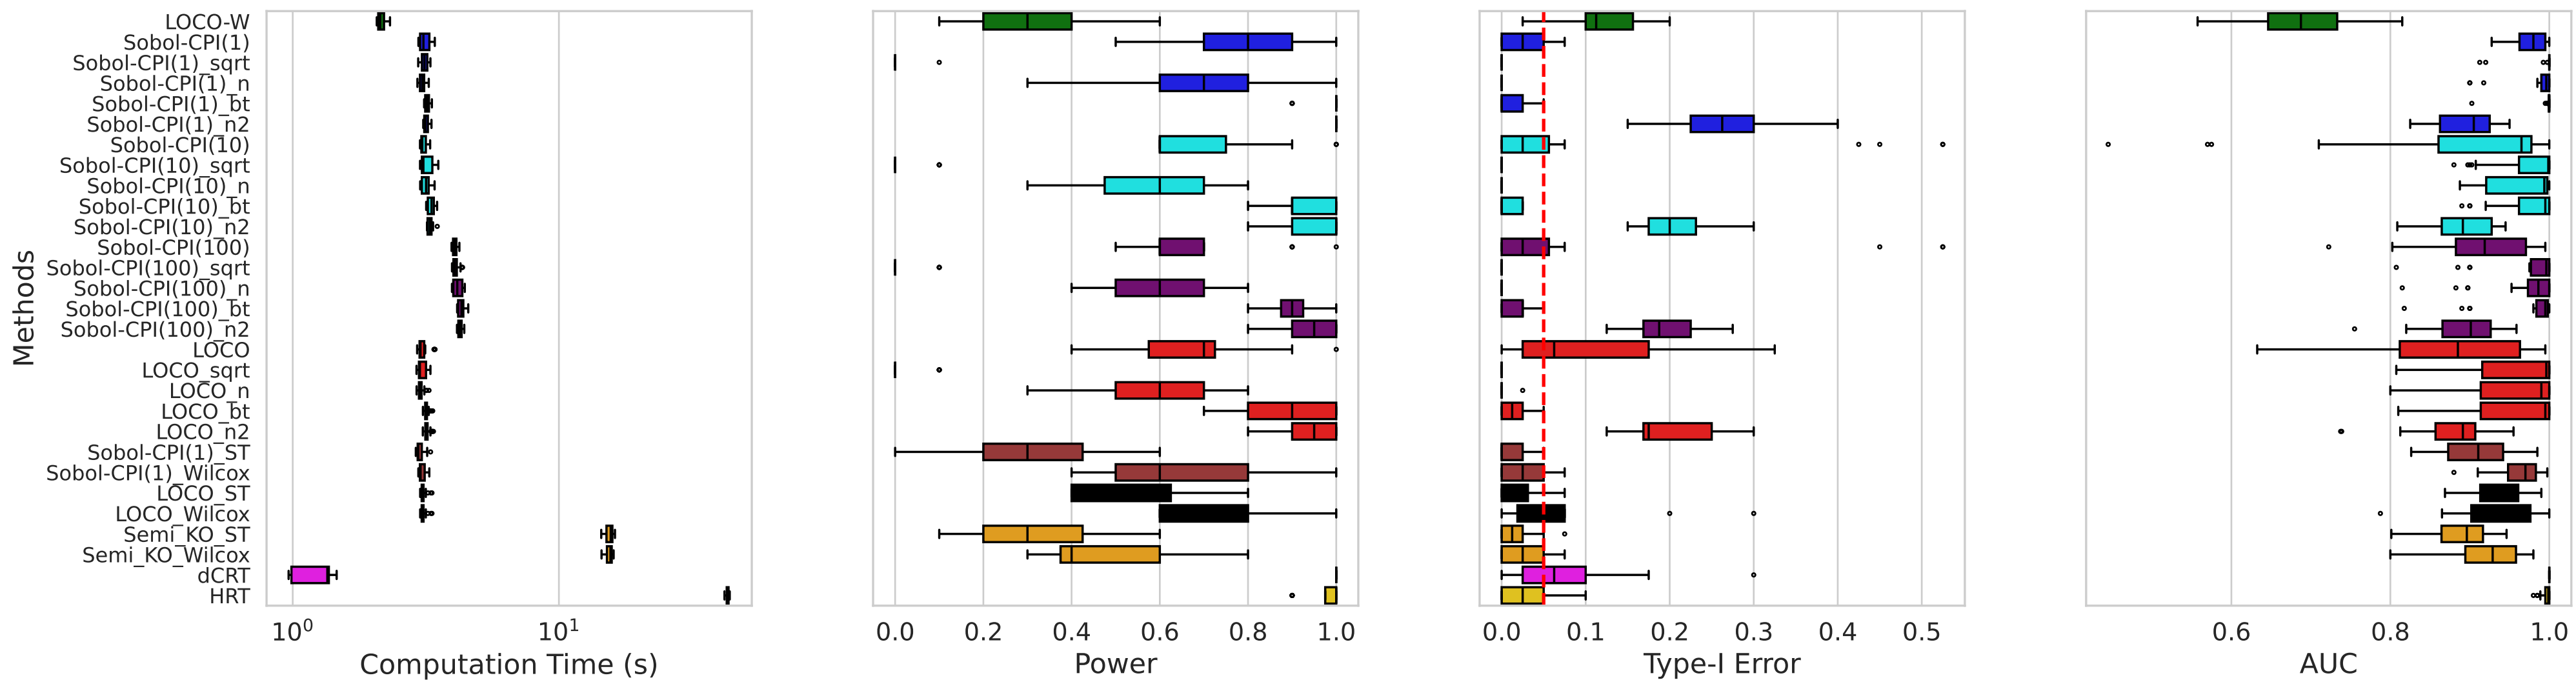 Methods
LOCO-W
Sobol-CPI(1)
Sobol-CPI(1)_sqrt
Sobol-CPI(1)_n
Sobol-CPI(1)_bt
Sobol-CPI(1)_n2
Sobol-CPI(10)
Sobol-CPI(10)_sqrt
Sobol-CPI(10)_n
Sobol-CPI(10)_bt
Sobol-CPI(10)_n2
Sobol-CPI(100)
Sobol-CPI(100)_sqrt
Sobol-CPI(100)_n
Sobol-CPI(100)_bt
Sobol-CPI(100)_n2
LOCO
LOCO_sqrt
LOCO_n
LOCO_bt
LOCO_n2
Sobol-CPI(1)_ST
Sobol-CPI(1)_Wilcox
LOCO_ST
LOCO_Wilcox
Semi_KO_ST
Semi_KO_Wilcox
dCRT
HRT
10⁰ 10¹
Computation Time (s)
0.0 0.2 0.4 0.6 0.8 1.0
Power
0.0 0.1 0.2 0.3 0.4 0.5
Type-I Error
0.6 0.8 1.0
AUC